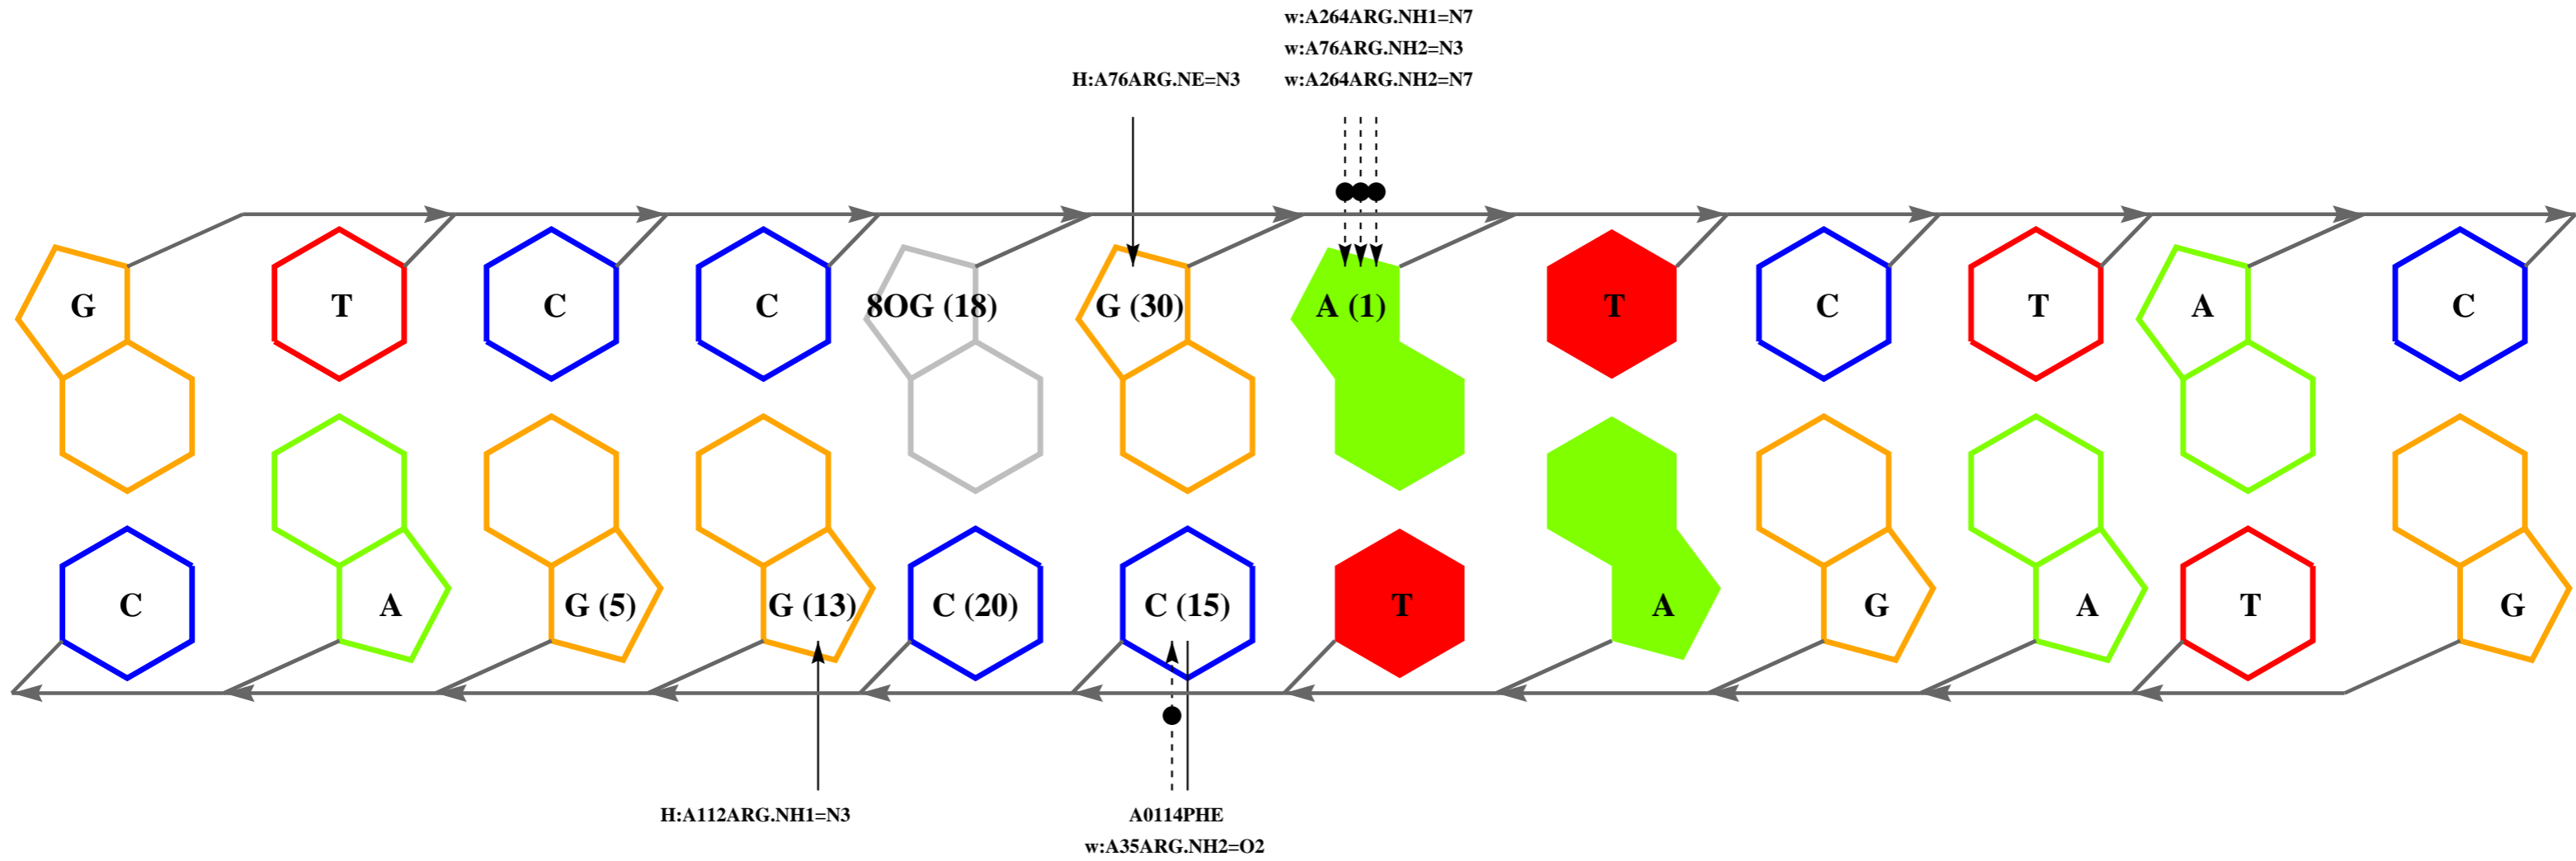 w:A264ARG.NH1=N7
w:A76ARG.NH2=N3
H:A76ARG.NE=N3 w:A264ARG.NH2=N7
G T C C 8OG (18) G (30) A (1) T C T A C
C A G (5) G (13) C (20) C (15) T A G A T G
H:A112ARG.NH1=N3 A0114PHE
w:A35ARG.NH2=O2